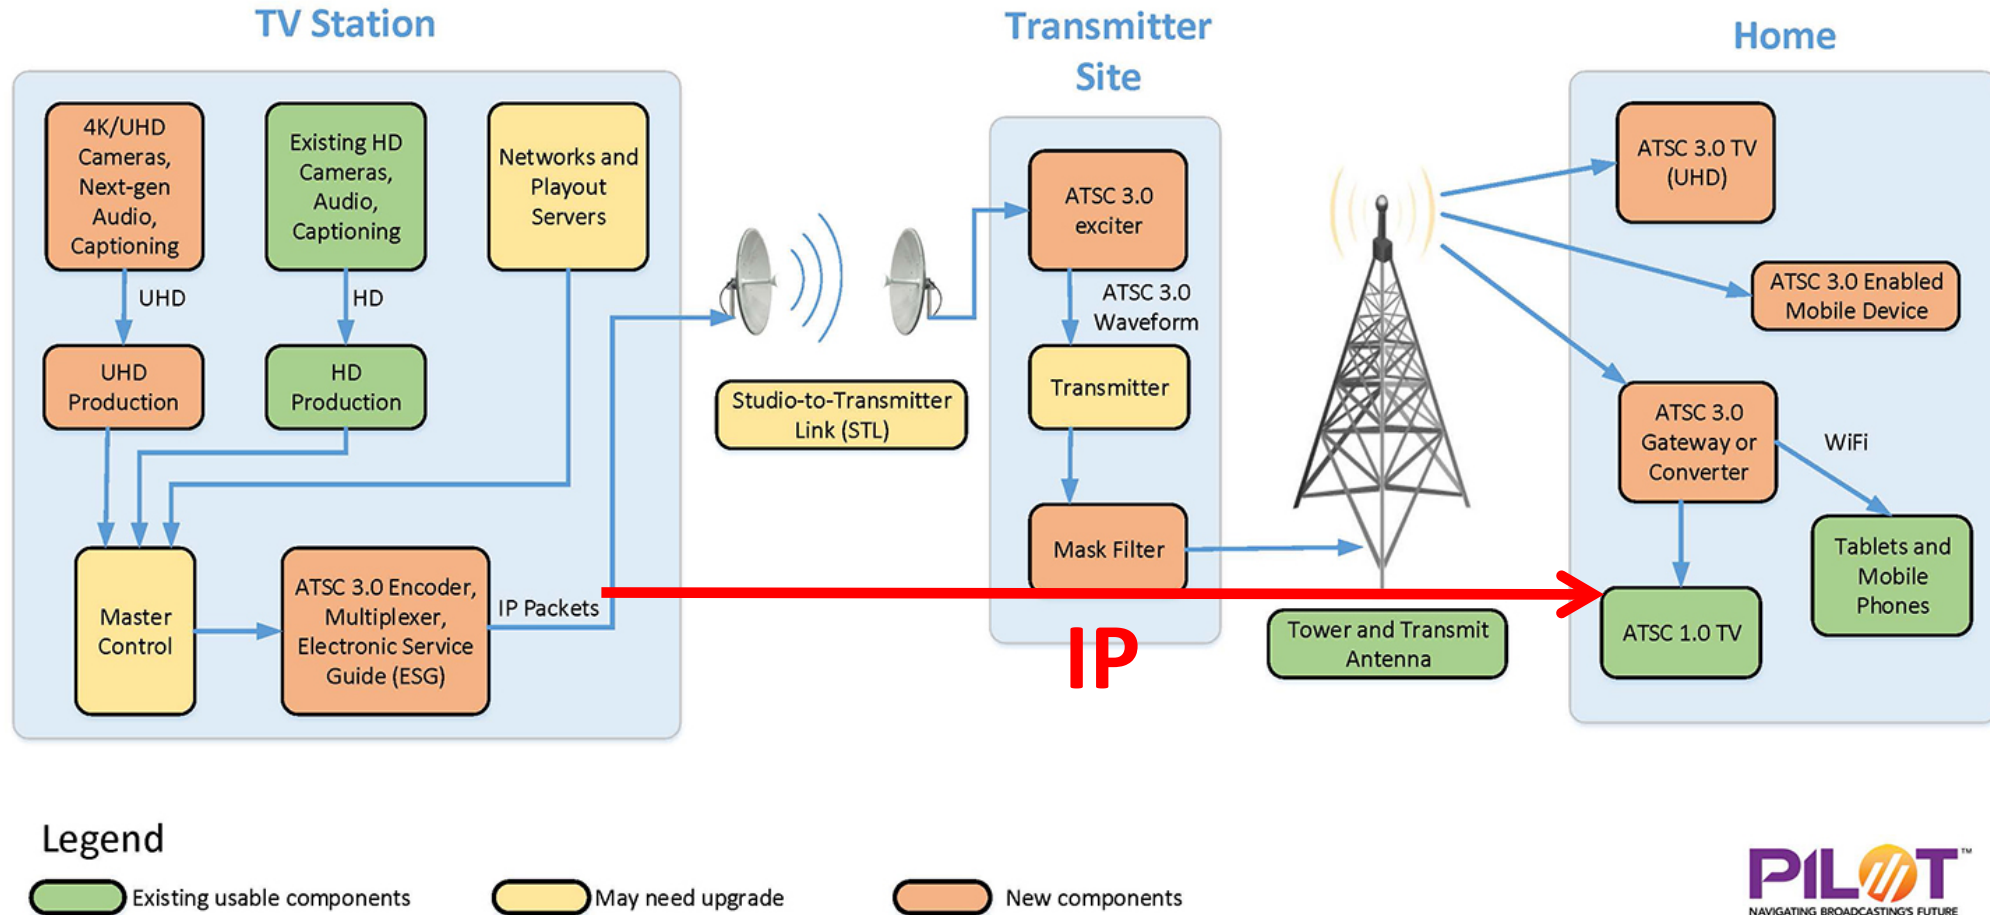 TV Station
Transmitter
Site
Home
4K/UHD
Cameras,
Next-gen
Audio,
Captioning
Existing HD
Cameras,
Audio,
Captioning
Networks and
Playout
Servers
UHD
HD
UHD
Production
HD
Production
Master
Control
ATSC 3.0 Encoder,
Multiplexer,
Electronic Service
Guide (ESG)
IP Packets
Studio-to-Transmitter
Link (STL)
ATSC 3.0
exciter
ATSC 3.0
Waveform
Transmitter
Mask Filter
IP
Tower and Transmit
Antenna
ATSC 3.0 TV
(UHD)
ATSC 3.0 Enabled
Mobile Device
ATSC 3.0
Gateway or
Converter
WiFi
Tablets and
Mobile
Phones
ATSC 1.0 TV
Legend
Existing usable components
May need upgrade
New components
PILOT™
NAVIGATING BROADCASTING'S FUTURE